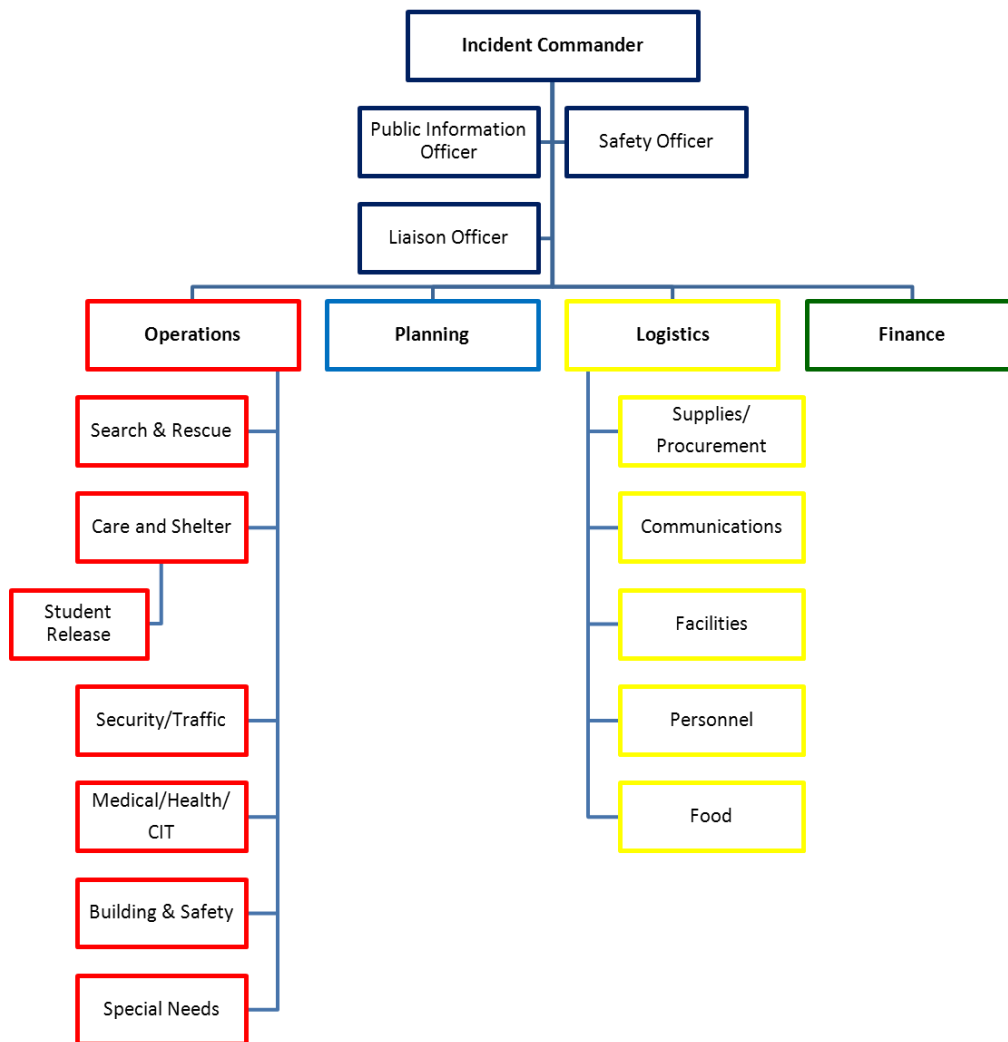 Incident Commander
Public Information
Officer
Safety Officer
Liaison Officer
Operations
Planning
Logistics
Finance
Search & Rescue
Care and Shelter
Student
Release
Security/Traffic
Medical/Health/
CIT
Building & Safety
Special Needs
Supplies/
Procurement
Communications
Facilities
Personnel
Food